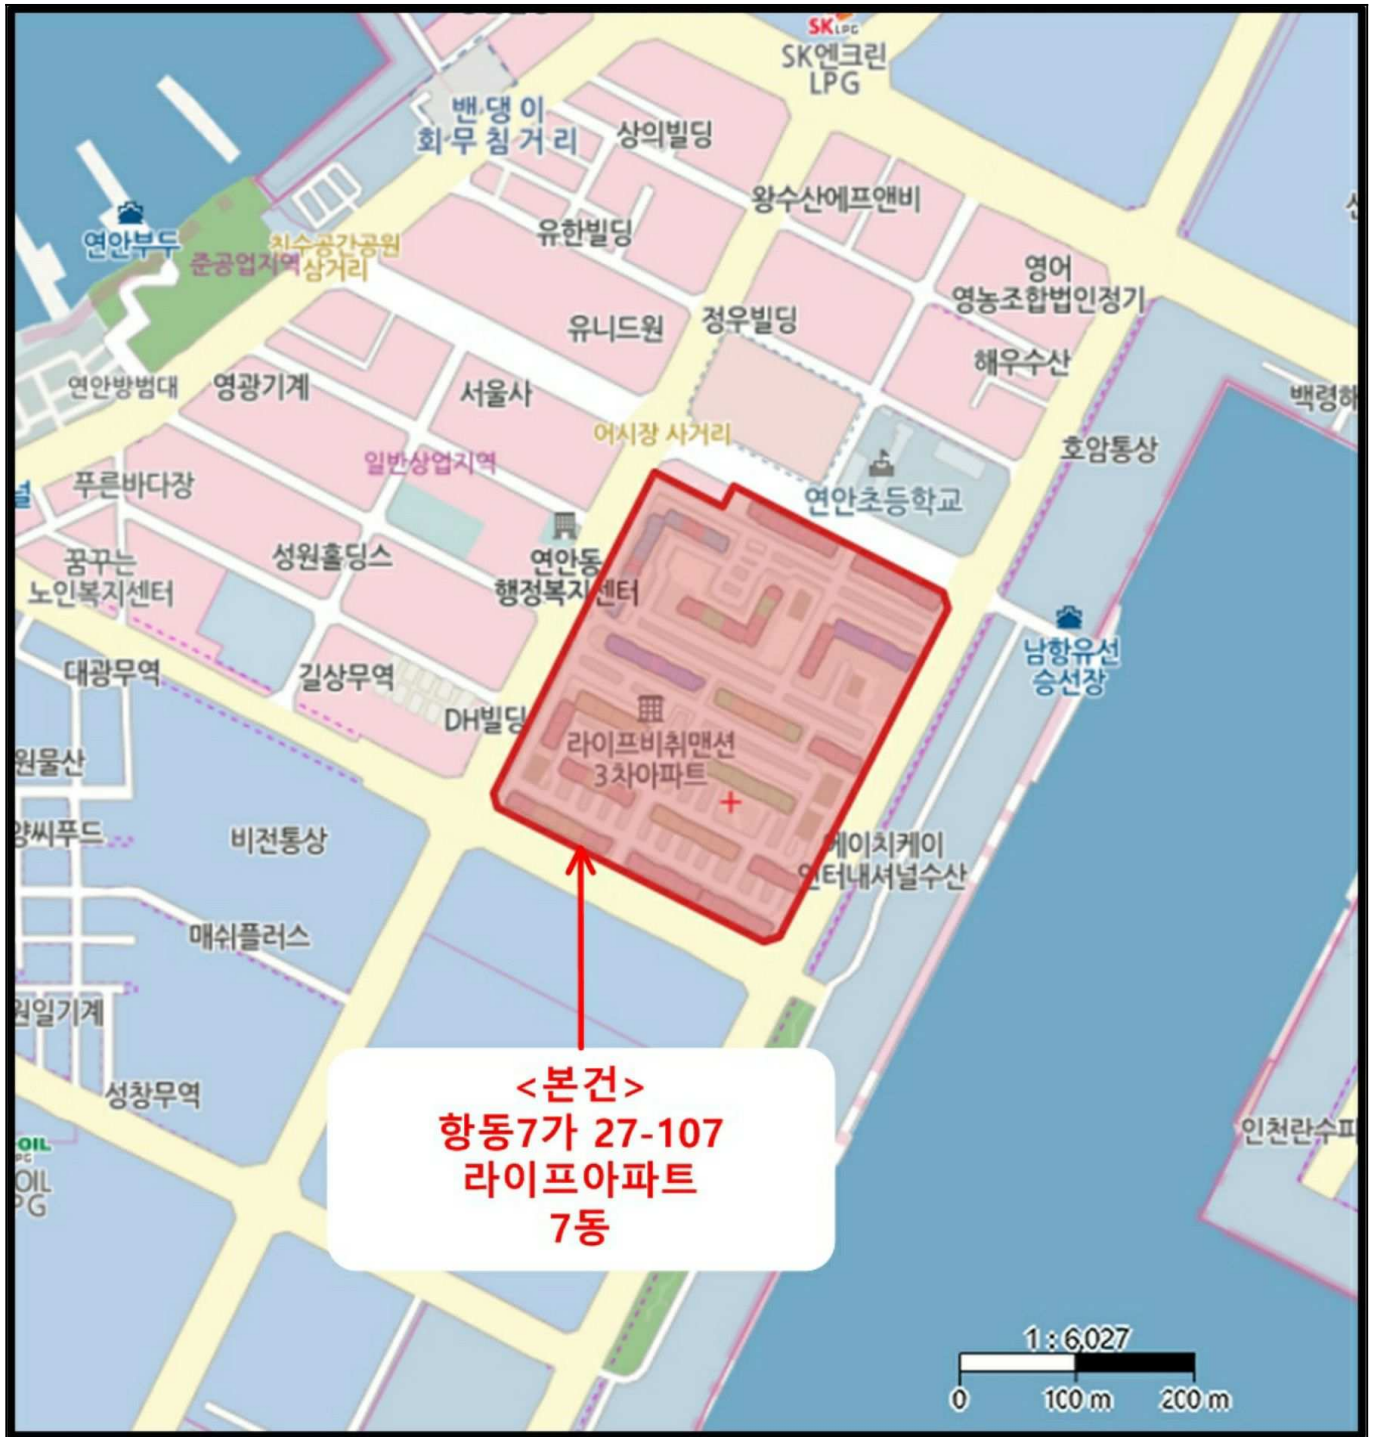 SK LPG
SK엔크린
LPG
밴댕이
회무침거리
상의빌딩
왕수산에프앤비
유한빌딩
연안부두
친수공간공원
삼거리
준공업지역
영어
영농조합법인정기
유니드원
정우빌딩
해우수산
연안방범대
영광기계
서울사
백령해
어시장 사거리
호암통상
일반상업지역
푸른바다장
연안초등학교
널
꿈꾸는
노인복지센터
성원홀딩스
연안동
행정복지센터
남항유선
승선장
대광무역
길상무역
DH빌딩
라이프비취맨션
3차아파트
원물산
양씨푸드
비전통상
에이치케이
인터내셔널수산
매쉬플러스
원일기계
성창무역
<본건>
항동7가 27-107
라이프아파트
7동
인천란수피
OIL
OIL
PG
1 : 6,027
0 100 m 200 m